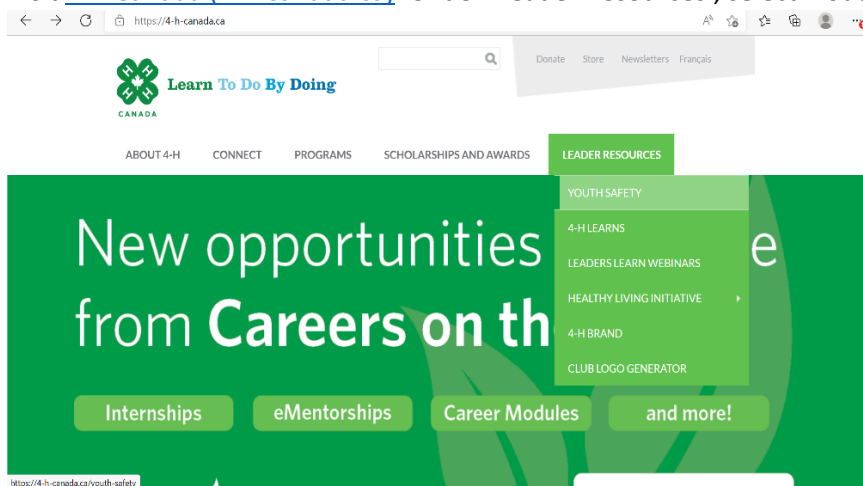 https://4-h-canada.ca
Donate Store Newsletters Français
H H H H
Learn To Do By Doing
CANADA
ABOUT 4-H CONNECT PROGRAMS SCHOLARSHIPS AND AWARDS LEADER RESOURCES
YOUTH SAFETY
4-H LEARNS
LEADERS LEARN WEBINARS
HEALTHY LIVING INITIATIVE
4-H BRAND
CLUB LOGO GENERATOR
New opportunities e
from Careers on th
Internships eMentorships Career Modules and more!
https://4-h-canada.ca/youth-safety